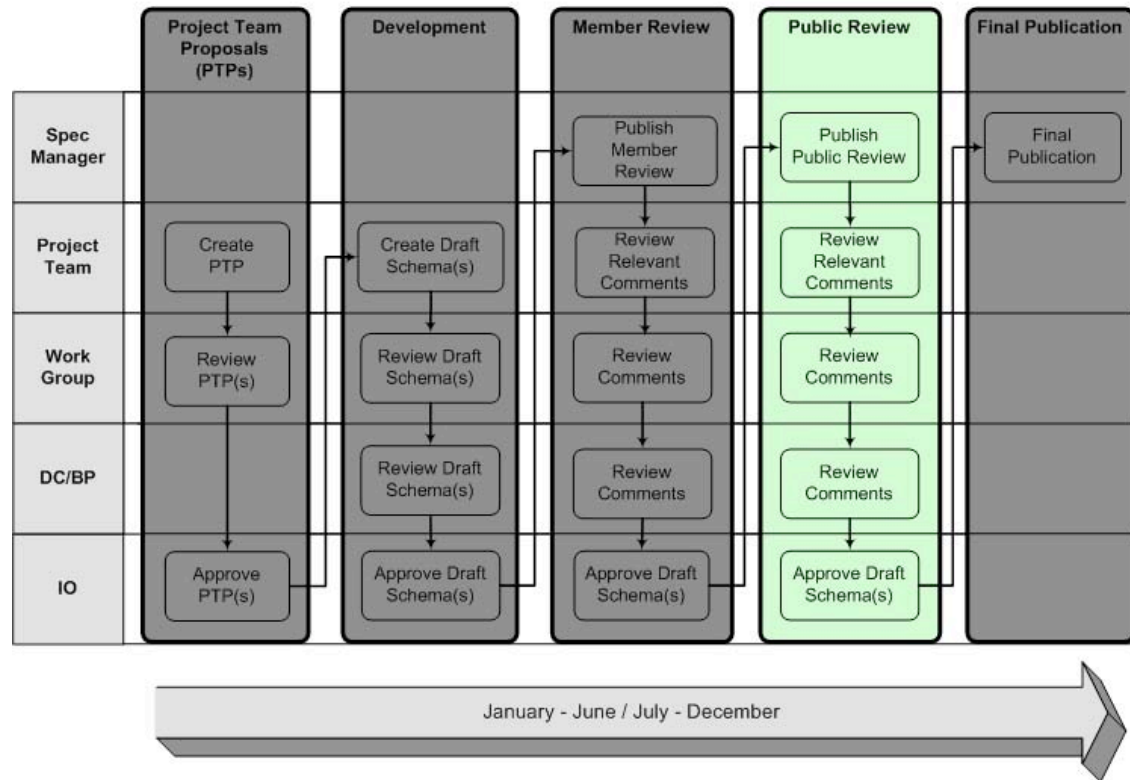 Project Team
Proposals
(PTPs)
Development
Member Review
Public Review
Final Publication
Spec
Manager
Publish
Member
Review
Publish
Public Review
Final
Publication
Project
Team
Create
PTP
Create Draft
Schema(s)
Review
Relevant
Comments
Review
Relevant
Comments
Work
Group
Review
PTP(s)
Review Draft
Schema(s)
Review
Comments
Review
Comments
DC/BP
Review Draft
Schema(s)
Review
Comments
Review
Comments
IO
Approve
PTP(s)
Approve Draft
Schema(s)
Approve Draft
Schema(s)
Approve Draft
Schema(s)
January - June / July - December